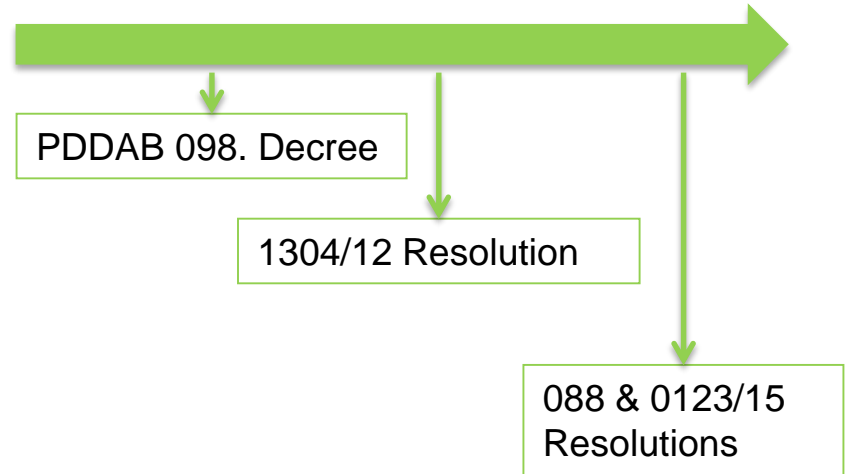 PDDAB 098. Decree
1304/12 Resolution
088 & 0123/15
Resolutions